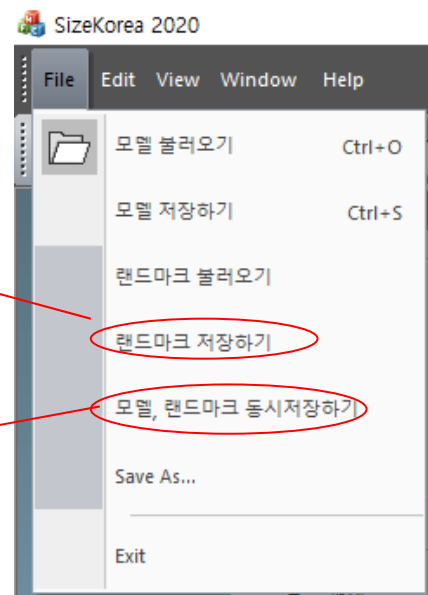 SizeKorea 2020
File Edit View Window Help
모델 불러오기 Ctrl+O
모델 저장하기 Ctrl+S
랜드마크 불러오기
랜드마크 저장하기
모델, 랜드마크 동시저장하기
Save As...
Exit